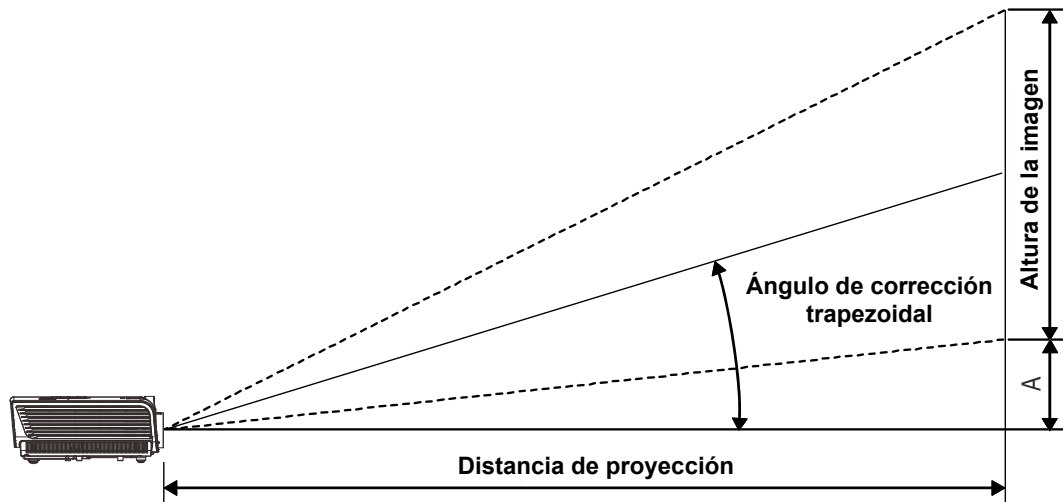 Altura de la imagen
Ángulo de corrección
trapezoidal
A
Distancia de proyección